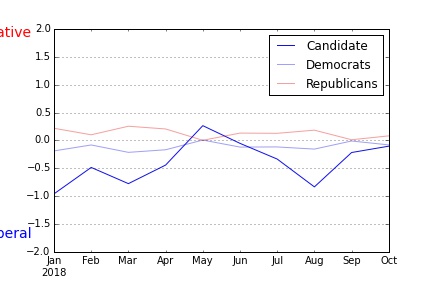 2.0
ative
1.5
1.0
0.5
0.0
−0.5
−1.0
−1.5
beral
−2.0
Candidate
Democrats
Republicans
Jan Feb Mar Apr May Jun Jul Aug Sep Oct
2018